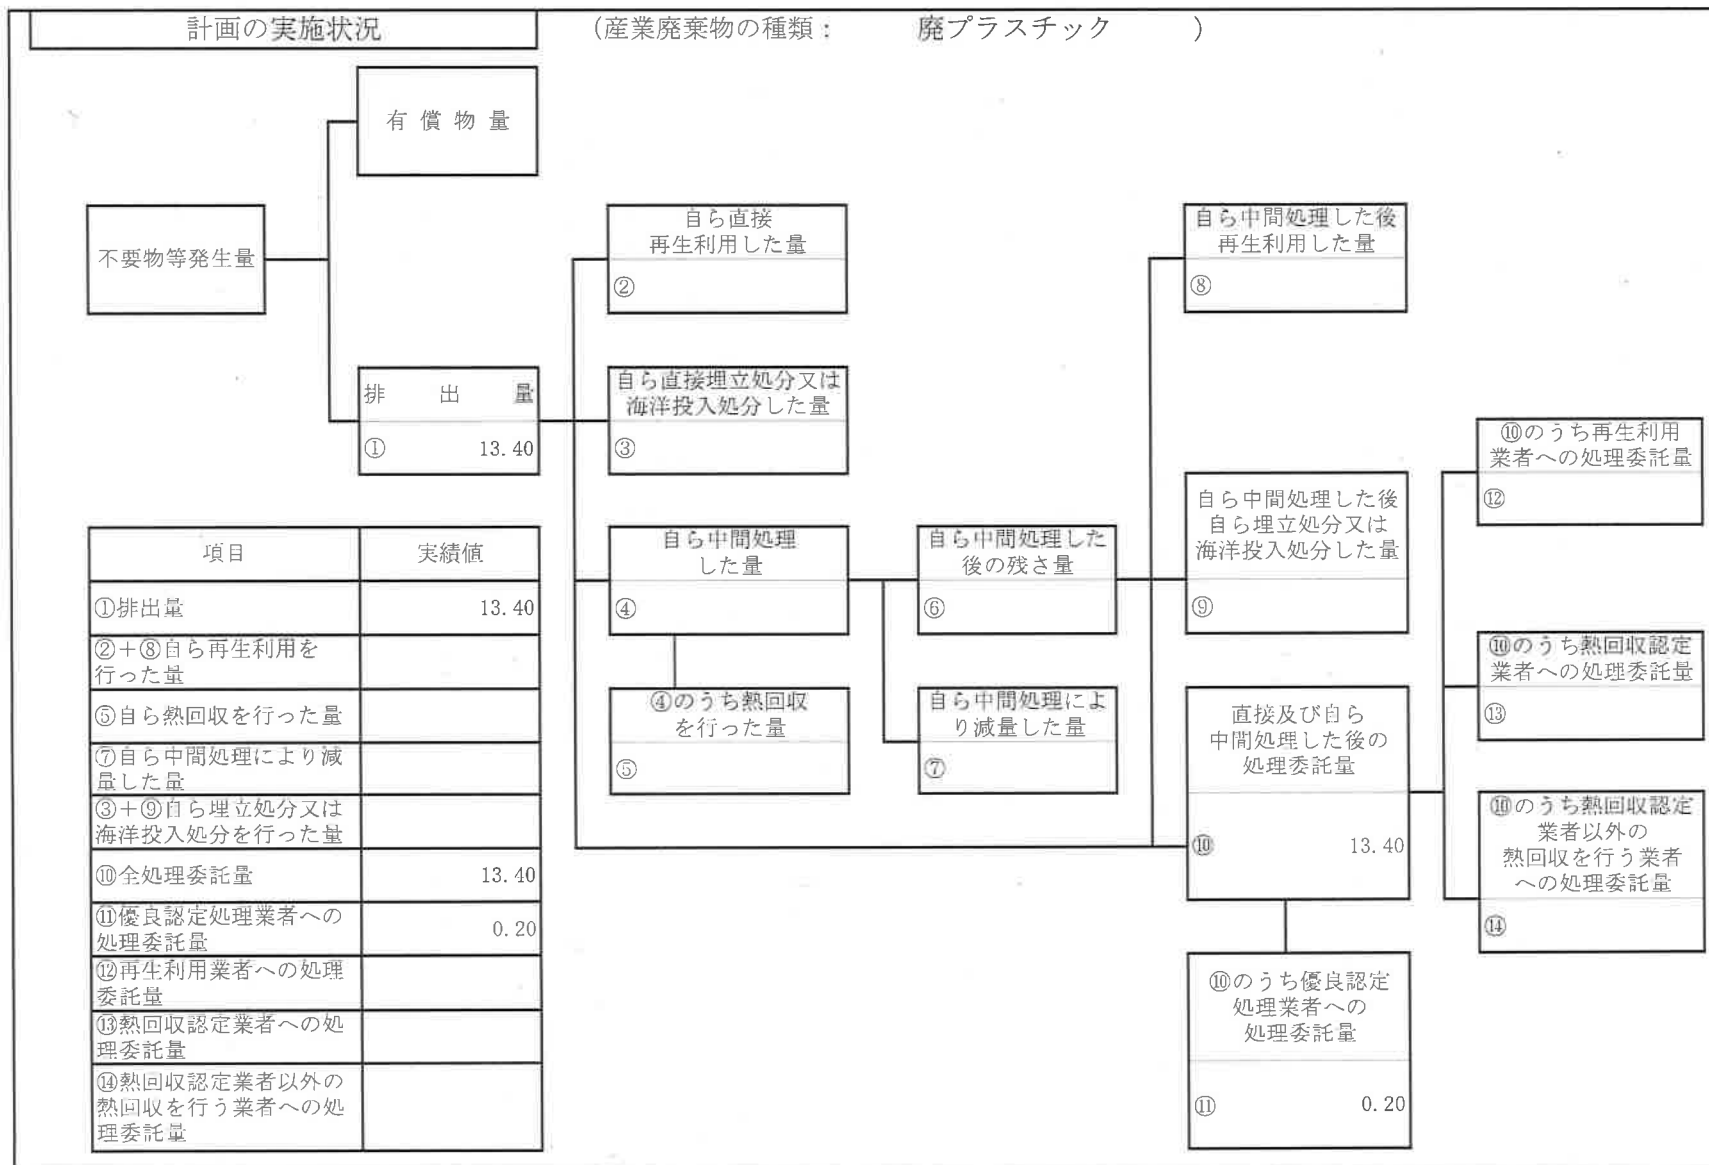 計画の実施状況
（産業廃棄物の種類： 廃プラスチック ）
有償物量
不要物等発生量
排出量
① 13.40
自ら直接
再生利用した量
②
自ら直接埋立処分又は
海洋投入処分した量
③
自ら中間処理
した量
④
④のうち熱回収
を行った量
⑤
自ら中間処理した
後の残さ量
⑥
自ら中間処理によ
り減量した量
⑦
自ら中間処理した後
再生利用した量
⑧
自ら中間処理した後
自ら埋立処分又は
海洋投入処分した量
⑨
直接及び自ら
中間処理した後の
処理委託量
⑩ 13.40
⑩のうち優良認定
処理業者への
処理委託量
⑪ 0.20
⑩のうち再生利用
業者への処理委託量
⑫
⑩のうち熱回収認定
業者への処理委託量
⑬
⑩のうち熱回収認定
業者以外の
熱回収を行う業者
への処理委託量
⑭
項目 実績値
①排出量 13.40
②＋⑧自ら再生利用を
行った量
⑤自ら熱回収を行った量
⑦自ら中間処理により減
量した量
③＋⑨自ら埋立処分又は
海洋投入処分を行った量
⑩全処理委託量 13.40
⑪優良認定処理業者への
処理委託量 0.20
⑫再生利用業者への処理
委託量
⑬熱回収認定業者への処
理委託量
⑭熱回収認定業者以外の
熱回収を行う業者への処
理委託量